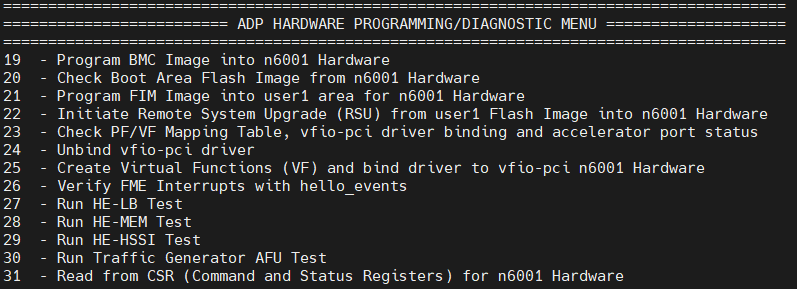 ================================================================================
========================= ADP HARDWARE PROGRAMMING/DIAGNOSTIC MENU ====================
================================================================================
19  - Program BMC Image into n6001 Hardware
20  - Check Boot Area Flash Image from n6001 Hardware
21  - Program FIM Image into user1 area for n6001 Hardware
22  - Initiate Remote System Upgrade (RSU) from user1 Flash Image into n6001 Hardware
23  - Check PF/VF Mapping Table, vfio-pci driver binding and accelerator port status
24  - Unbind vfio-pci driver
25  - Create Virtual Functions (VF) and bind driver to vfio-pci n6001 Hardware
26  - Verify FME Interrupts with hello_events
27  - Run HE-LB Test
28  - Run HE-MEM Test
29  - Run HE-HSSI Test
30  - Run Traffic Generator AFU Test
31  - Read from CSR (Command and Status Registers) for n6001 Hardware